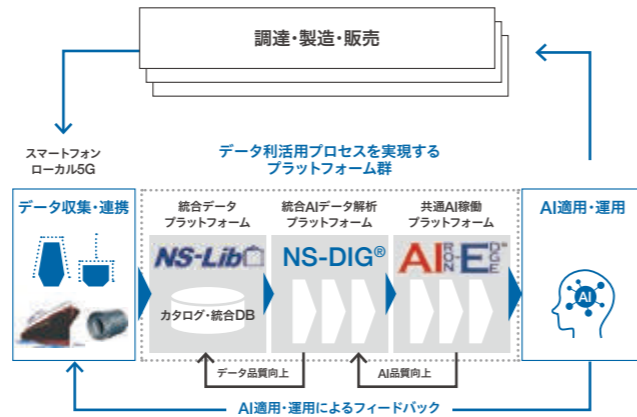 調達・製造・販売
スマートフォン
ローカル5G
データ利活用プロセスを実現する
プラットフォーム群
データ収集・連携
統合データ
プラットフォーム
NS-Lib
カタログ・統合DB
統合AIデータ解析
プラットフォーム
NS-DIG®
共通AI稼働
プラットフォーム
AIRON-EDGE™
AI適用・運用
AI
データ品質向上
AI品質向上
AI適用・運用によるフィードバック